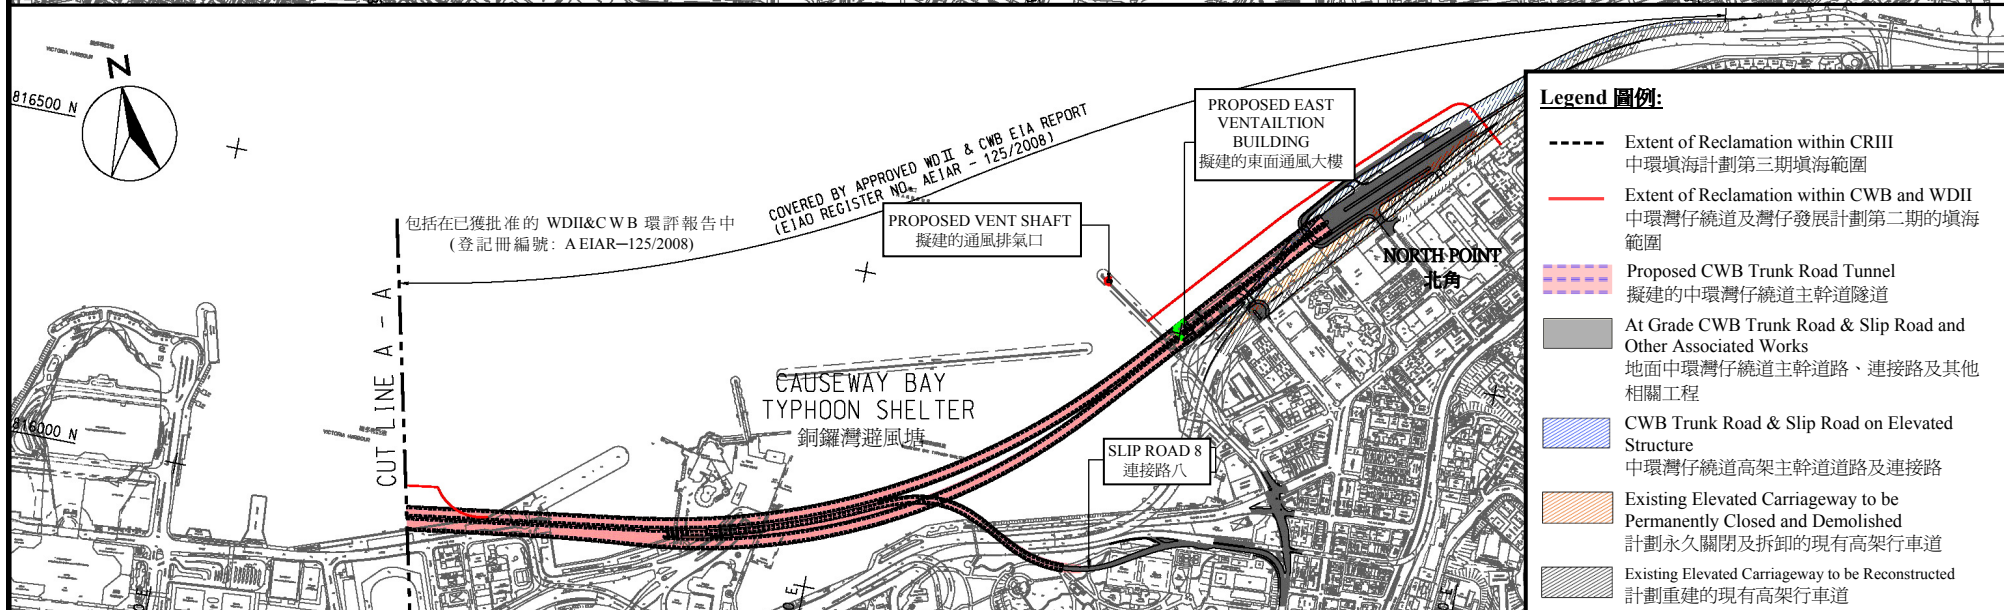 VICTORIA HARBOUR
N
816500 N
包括在已獲批准的 WDII&CWB 環評報告中
(登記冊編號: AEIAR─125/2008)
COVERED BY APPROVED WDII & CWB EIA REPORT
(EIAO REGISTER NO. AEIAR - 125/2008)
PROPOSED EAST
VENTAILTION
BUILDING
擬建的東面通風大樓
PROPOSED VENT SHAFT
擬建的通風排氣口
NORTH POINT
北角
CUT LINE A - A
CAUSEWAY BAY
TYPHOON SHELTER
銅鑼灣避風塘
816000 N
VICTORIA HARBOUR
SLIP ROAD 8
連接路八
Legend 圖例:
Extent of Reclamation within CRIII
中環填海計劃第三期填海範圍
Extent of Reclamation within CWB and WDII
中環灣仔繞道及灣仔發展計劃第二期的填海
範圍
Proposed CWB Trunk Road Tunnel
擬建的中環灣仔繞道主幹道隧道
At Grade CWB Trunk Road & Slip Road and
Other Associated Works
地面中環灣仔繞道主幹道路、連接路及其他
相關工程
CWB Trunk Road & Slip Road on Elevated
Structure
中環灣仔繞道高架主幹道道路及連接路
Existing Elevated Carriageway to be
Permanently Closed and Demolished
計劃永久關閉及拆卸的現有高架行車道
Existing Elevated Carriageway to be Reconstructed
計劃重建的現有高架行車道